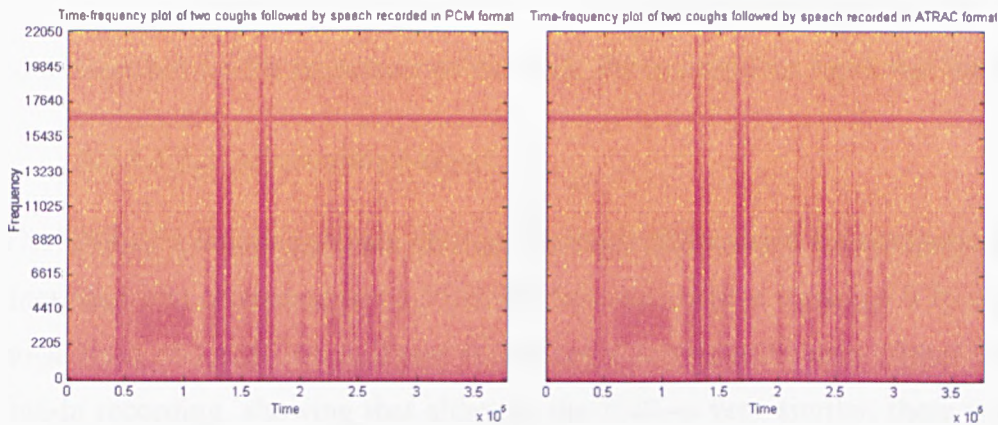 Time-frequency plot of two coughs followed by speech recorded in PCM format
22050
19845
17640
15435
13230
11025
8820
6615
4410
2205
0
Frequency
0 0.5 1 1.5 2 2.5 3 3.5
Time
x 10^5
Time-frequency plot of two coughs followed by speech recorded in ATRAC format
0 0.5 1 1.5 2 2.5 3 3.5
Time